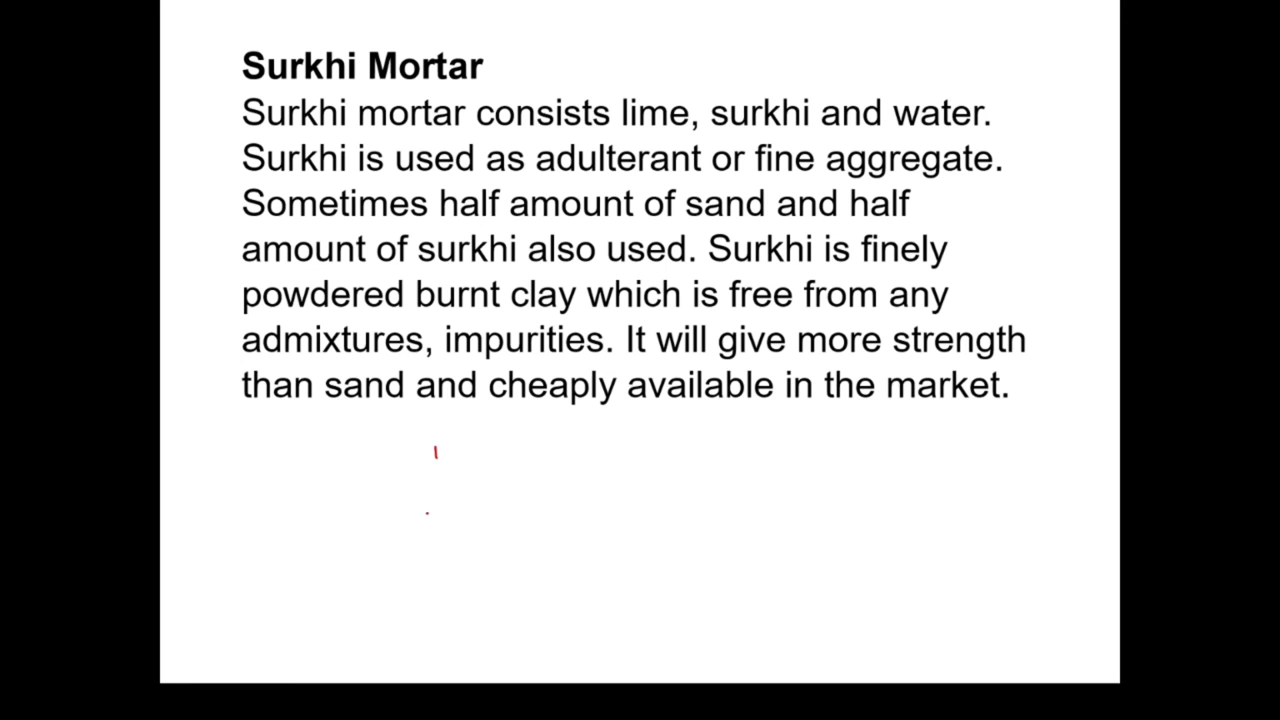 Surkhi Mortar
Surkhi mortar consists lime, surkhi and water.
Surkhi is used as adulterant or fine aggregate.
Sometimes half amount of sand and half
amount of surkhi also used. Surkhi is finely
powdered burnt clay which is free from any
admixtures, impurities. It will give more strength
than sand and cheaply available in the market.